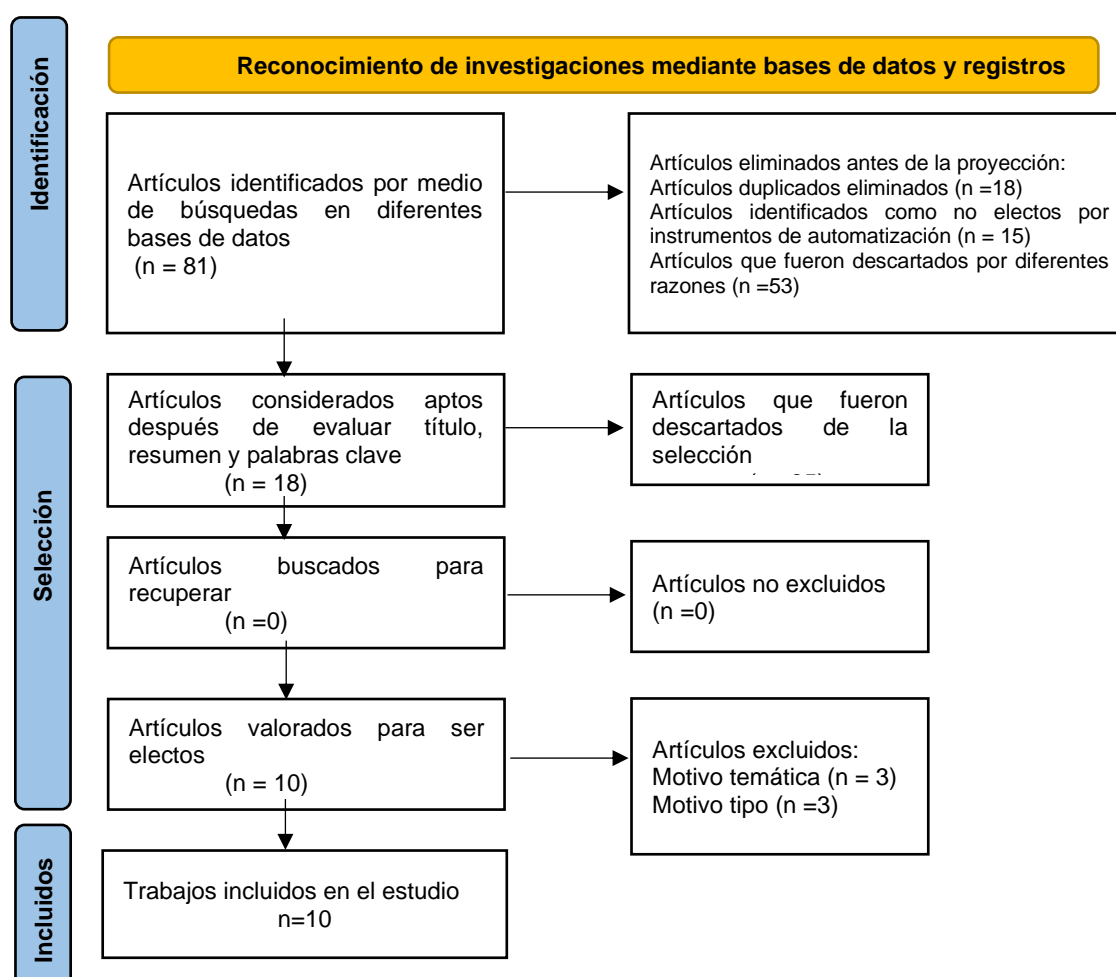 Identificación
Reconocimiento de investigaciones mediante bases de datos y registros
Artículos identificados por medio
de búsquedas en diferentes
bases de datos
(n = 81)
Artículos eliminados antes de la proyección:
Artículos duplicados eliminados (n =18)
Artículos identificados como no electos por
instrumentos de automatización (n = 15)
Artículos que fueron descartados por diferentes
razones (n =53)
Selección
Artículos considerados aptos
después de evaluar título,
resumen y palabras clave
(n = 18)
Artículos que fueron
descartados de la
selección
Artículos buscados para
recuperar
(n =0)
Artículos no excluidos
(n =0)
Artículos valorados para ser
electos
(n = 10)
Artículos excluidos:
Motivo temática (n = 3)
Motivo tipo (n =3)
Incluidos
Trabajos incluidos en el estudio
n=10